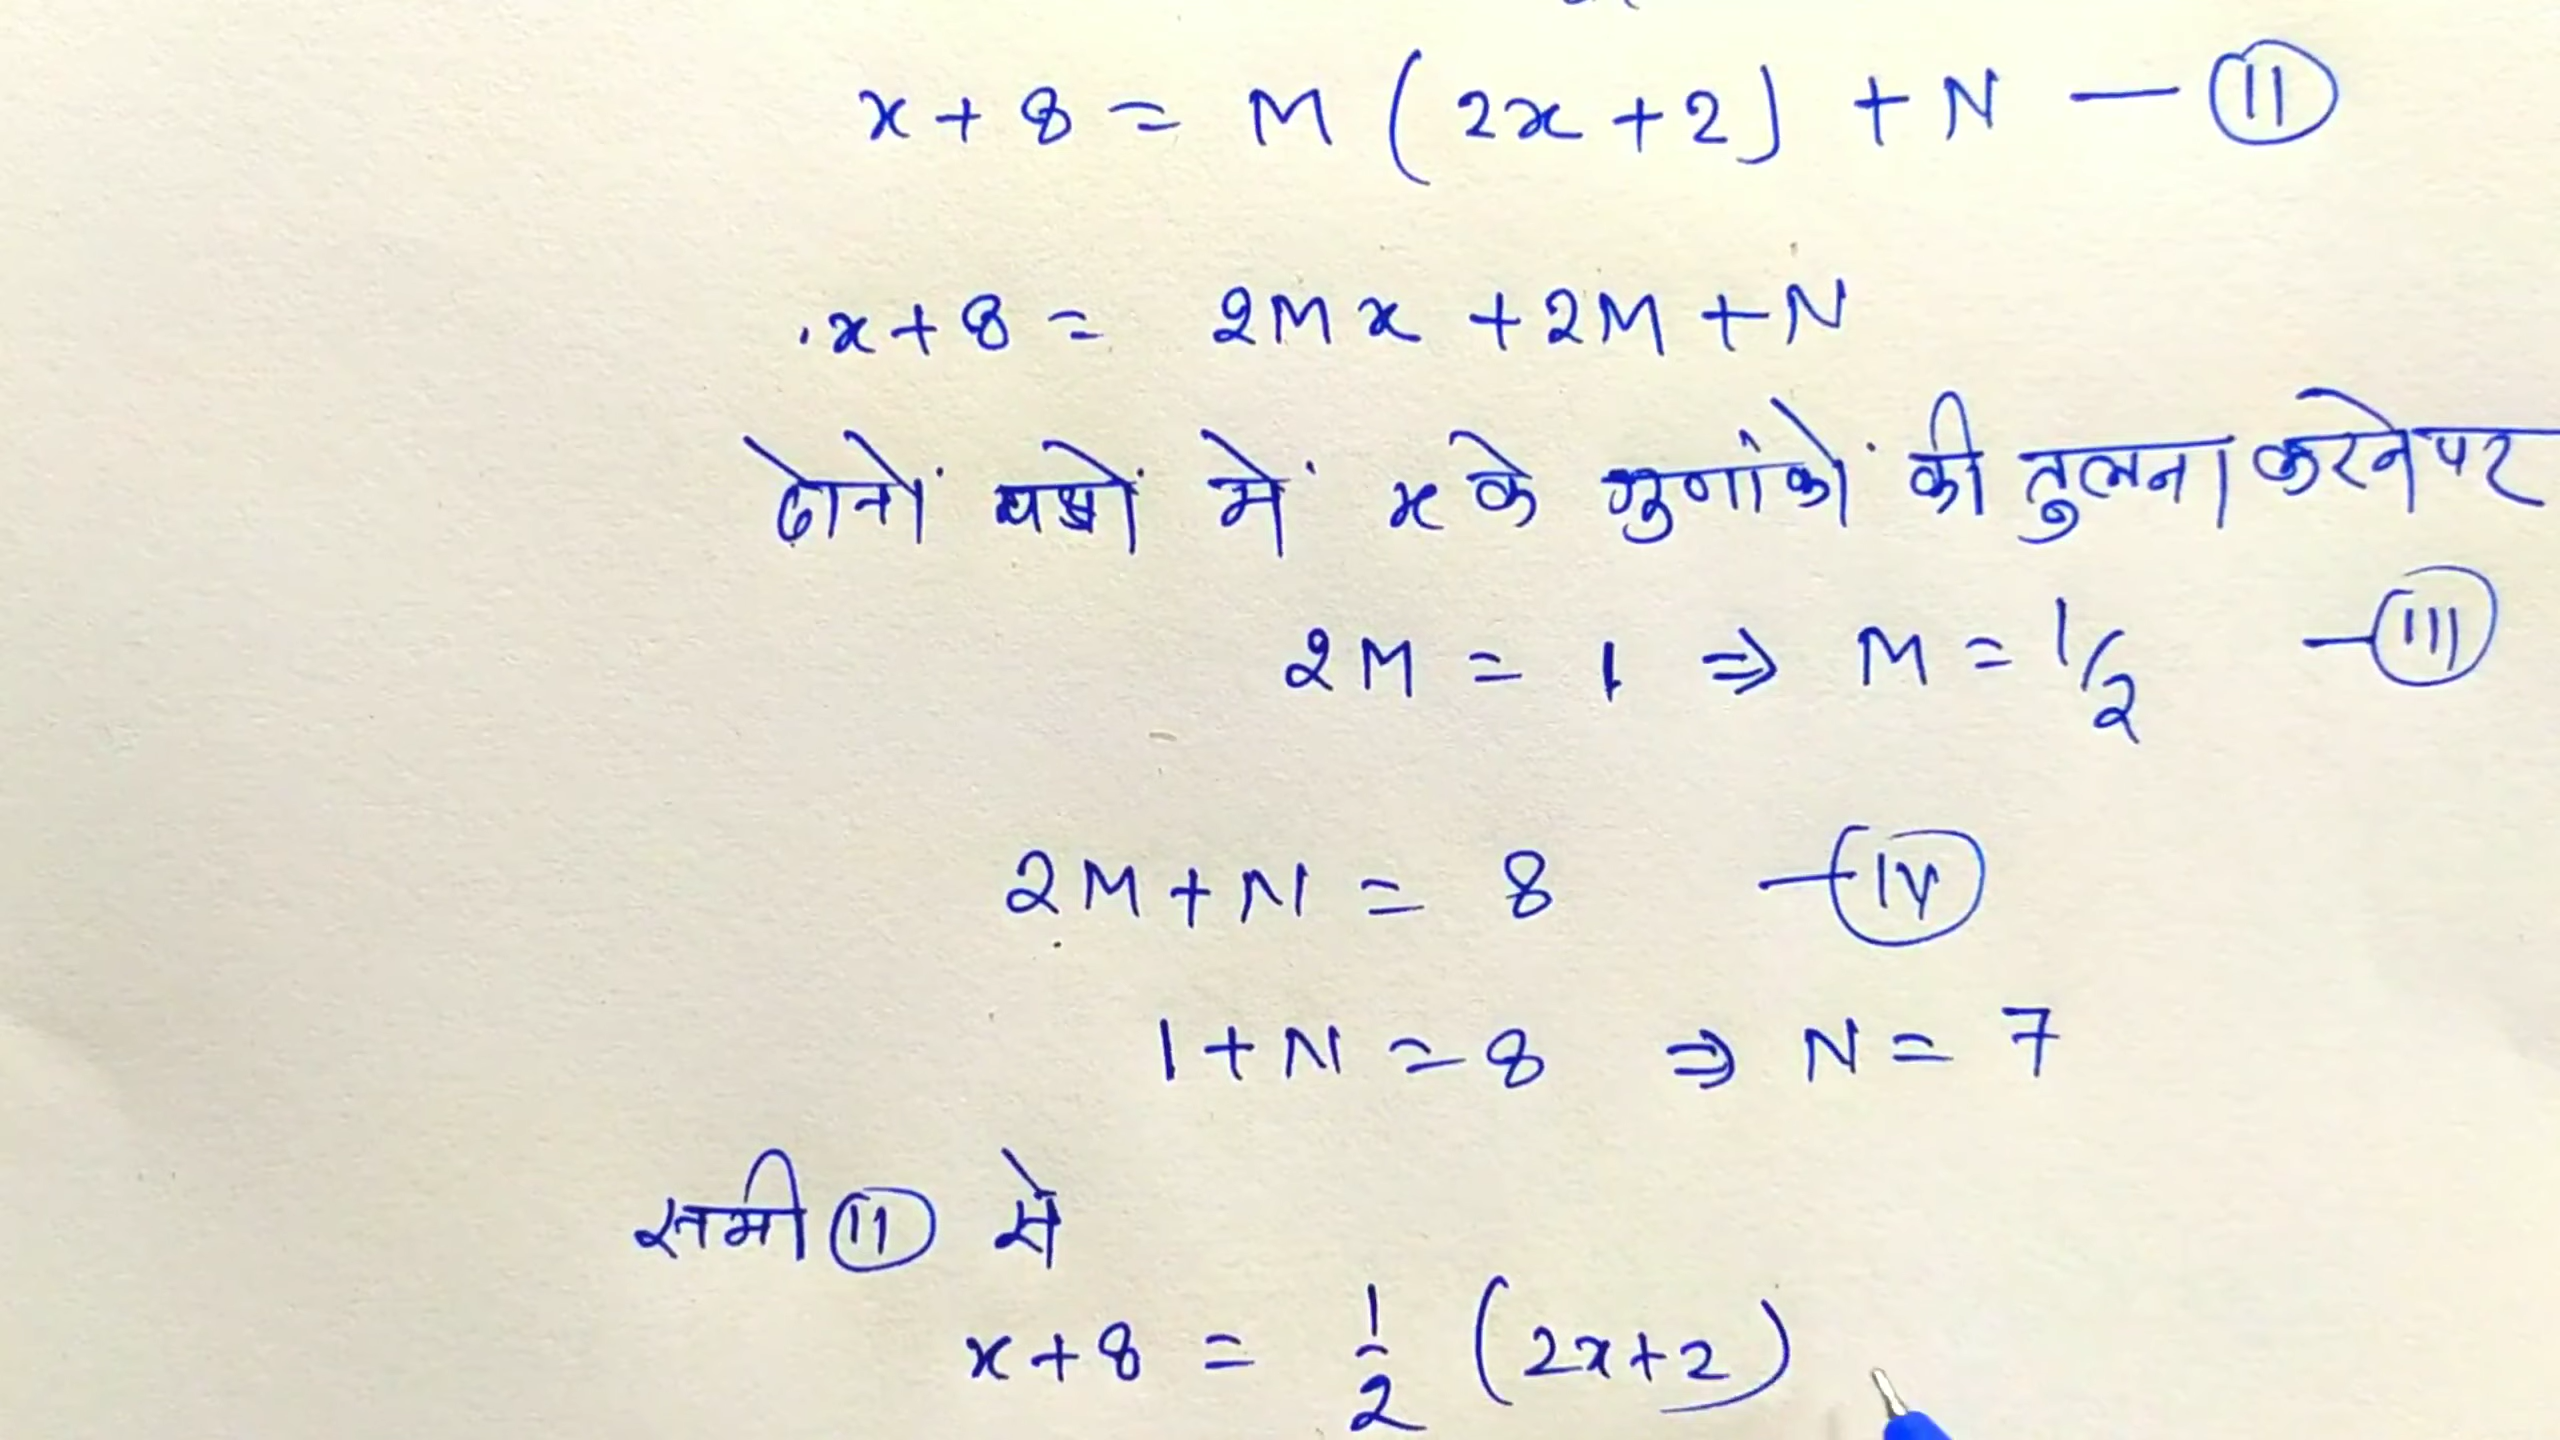 x + 8 = M ( 2x + 2 ) + N — (II)
x + 8 = 2Mx + 2M + N
दोनों पक्षों में x के गुणांकों की तुलना करने पर
2M = 1 ⇒ M = 1/2 — (III)
2M + N = 8 — (IV)
1 + N = 8 ⇒ N = 7
समी (II) से
x + 8 = 1/2 ( 2x + 2 )